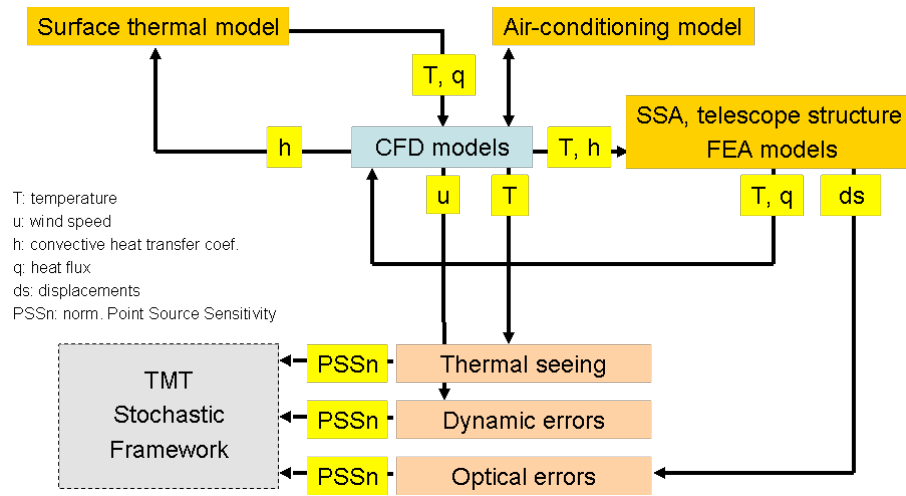 Surface thermal model
Air-conditioning model
T, q
SSA, telescope structure
FEA models
h
CFD models
T, h
u
T
T, q
ds
T: temperature
u: wind speed
h: convective heat transfer coef.
q: heat flux
ds: displacements
PSSn: norm. Point Source Sensitivity
TMT
Stochastic
Framework
PSSn
Thermal seeing
PSSn
Dynamic errors
PSSn
Optical errors